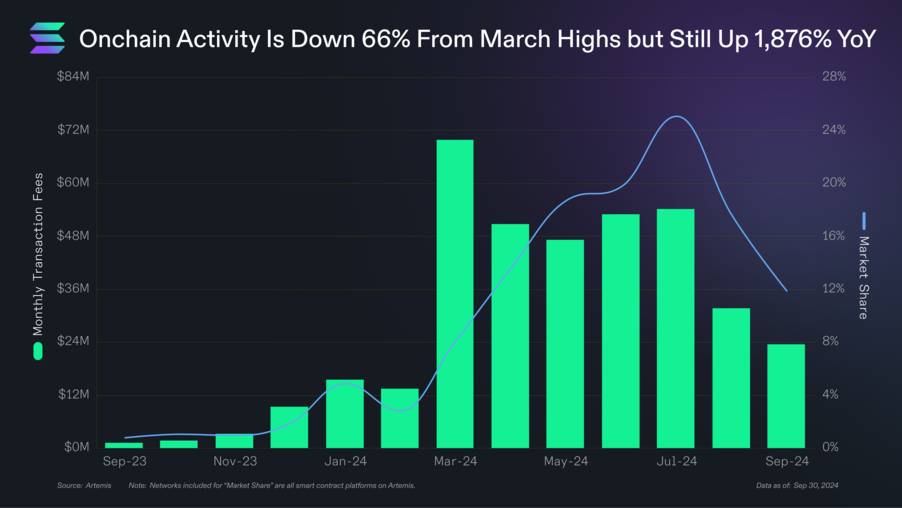 Onchain Activity Is Down 66% From March Highs but Still Up 1,876% YoY
$84M
$72M
$60M
$48M
$36M
$24M
$12M
$0M
Monthly Transaction Fees
28%
24%
20%
16%
12%
8%
4%
0%
Market Share
Sep-23 Nov-23 Jan-24 Mar-24 May-24 Jul-24 Sep-24
Source: Artemis Note: Networks included for "Market Share" are all smart contract platforms on Artemis. Data as of: Sep 30, 2024